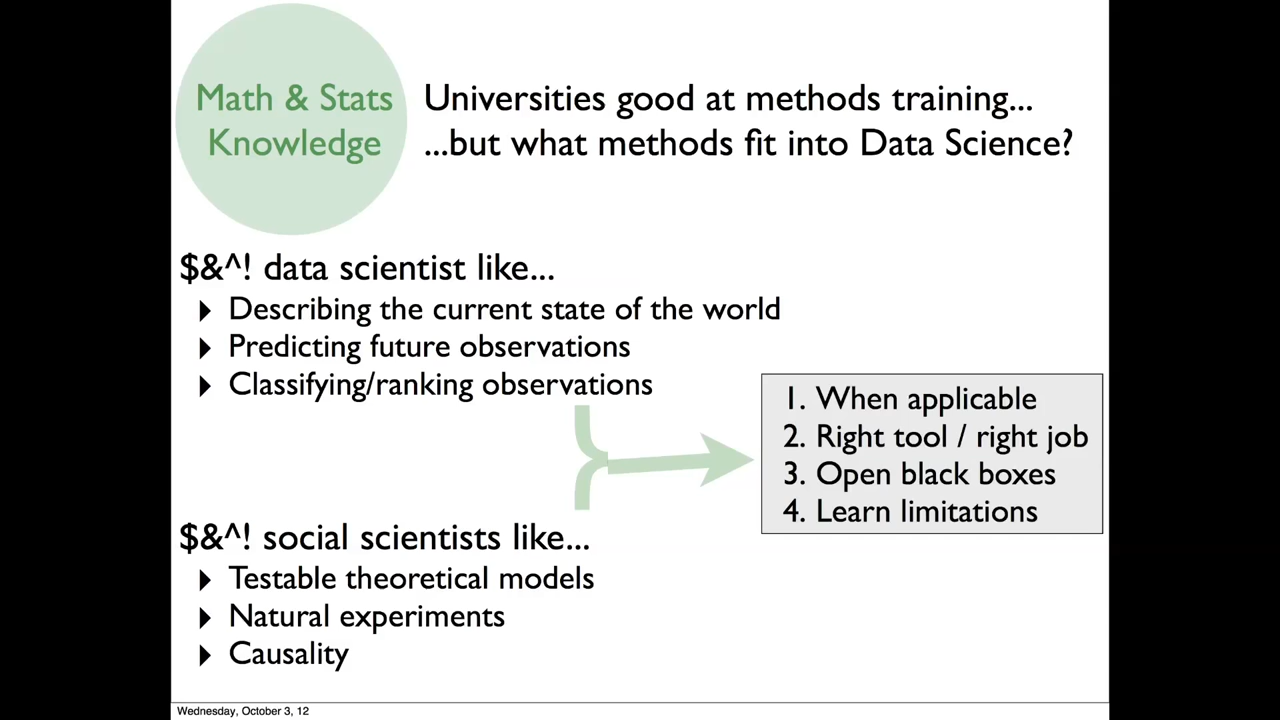 Math & Stats
Knowledge
Universities good at methods training...
...but what methods fit into Data Science?
$&^! data scientist like...
Describing the current state of the world
Predicting future observations
Classifying/ranking observations
1. When applicable
2. Right tool / right job
3. Open black boxes
4. Learn limitations
$&^! social scientists like...
Testable theoretical models
Natural experiments
Causality
Wednesday, October 3, 12